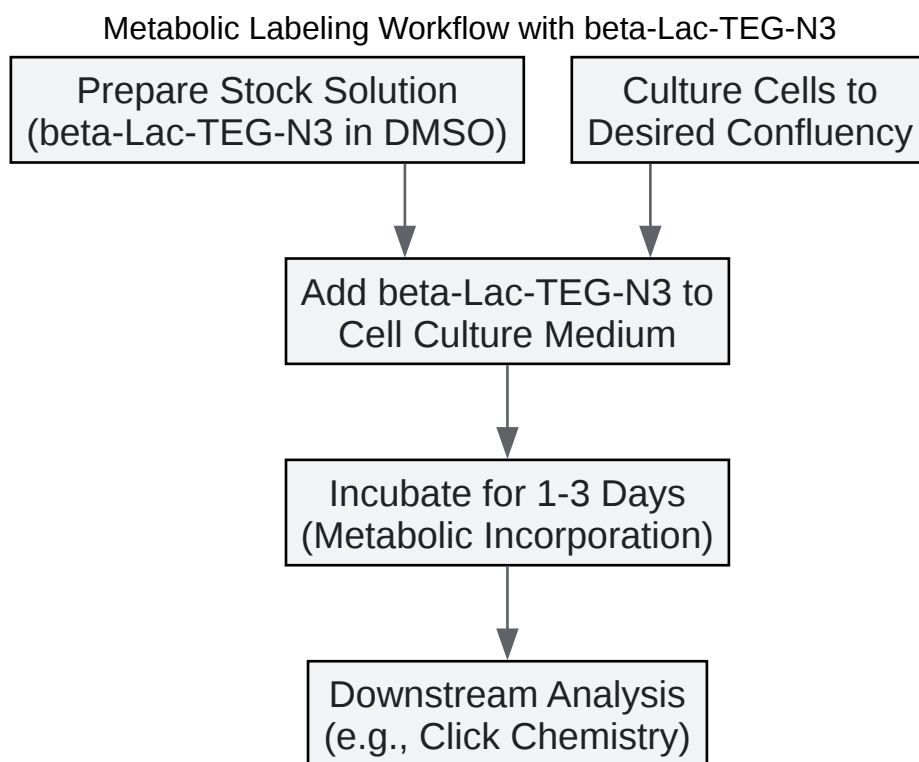 Metabolic Labeling Workflow with beta-Lac-TEG-N3
Prepare Stock Solution
(beta-Lac-TEG-N3 in DMSO)
Culture Cells to
Desired Confluency
Add beta-Lac-TEG-N3 to
Cell Culture Medium
Incubate for 1-3 Days
(Metabolic Incorporation)
Downstream Analysis
(e.g., Click Chemistry)